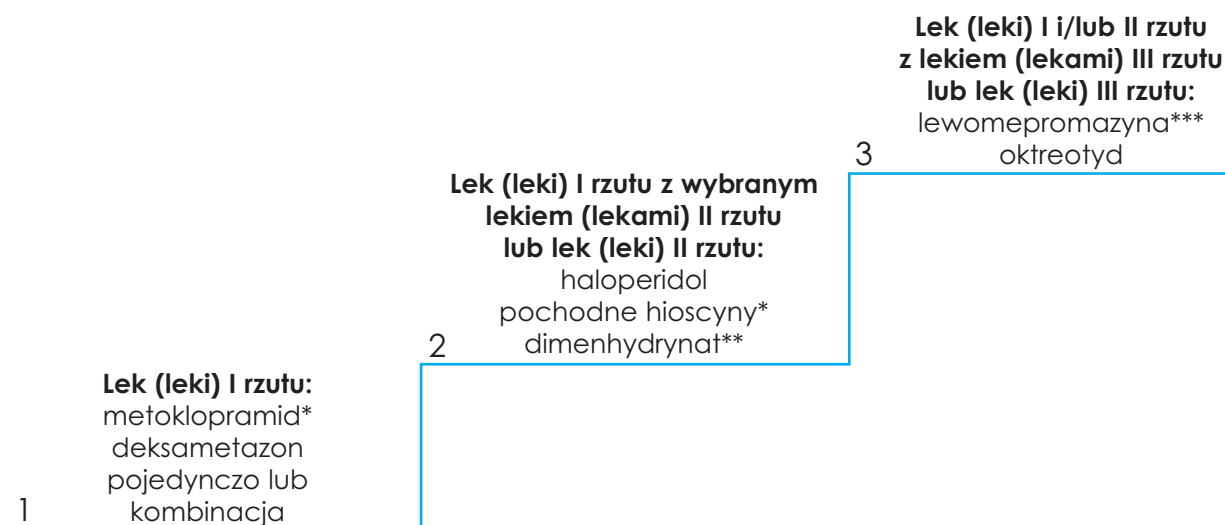 Lek (leki) I i/lub II rzutu
z lekiem (lekami) III rzutu
lub lek (leki) III rzutu:
lewomepromazyna***
oktreotyd
3
Lek (leki) I rzutu z wybranym
lekiem (lekami) II rzutu
lub lek (leki) II rzutu:
haloperidol
pochodne hioscyny*
dimenhydrynat**
2
Lek (leki) I rzutu:
metoklopramid*
deksametazon
pojedynczo lub
kombinacja
1